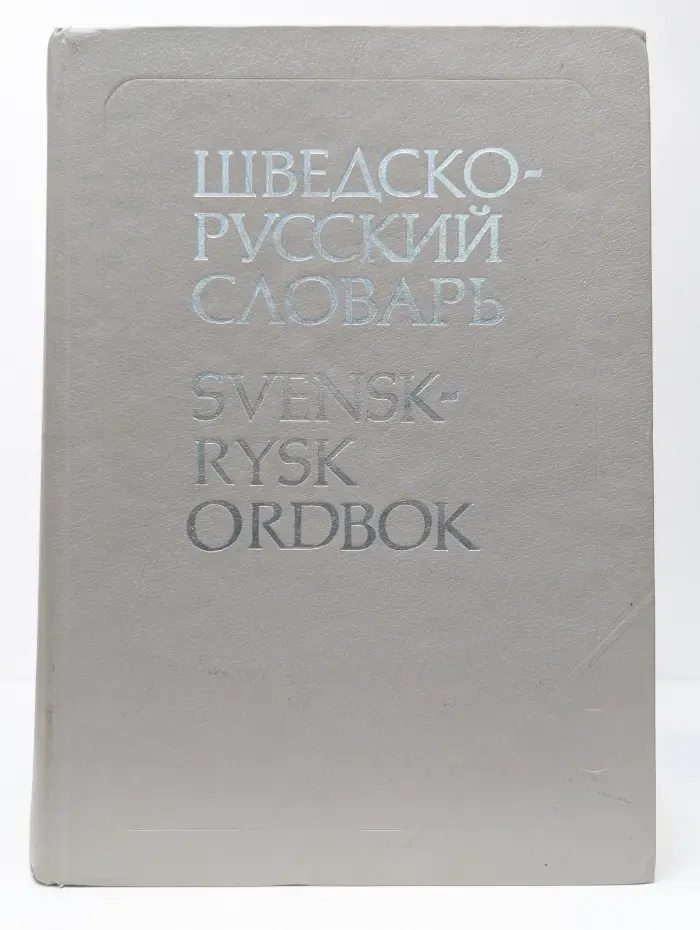 ШВЕДСКО-
РУССКИЙ
СЛОВАРЬ
SVENSK-
RYSK
ORDBOK